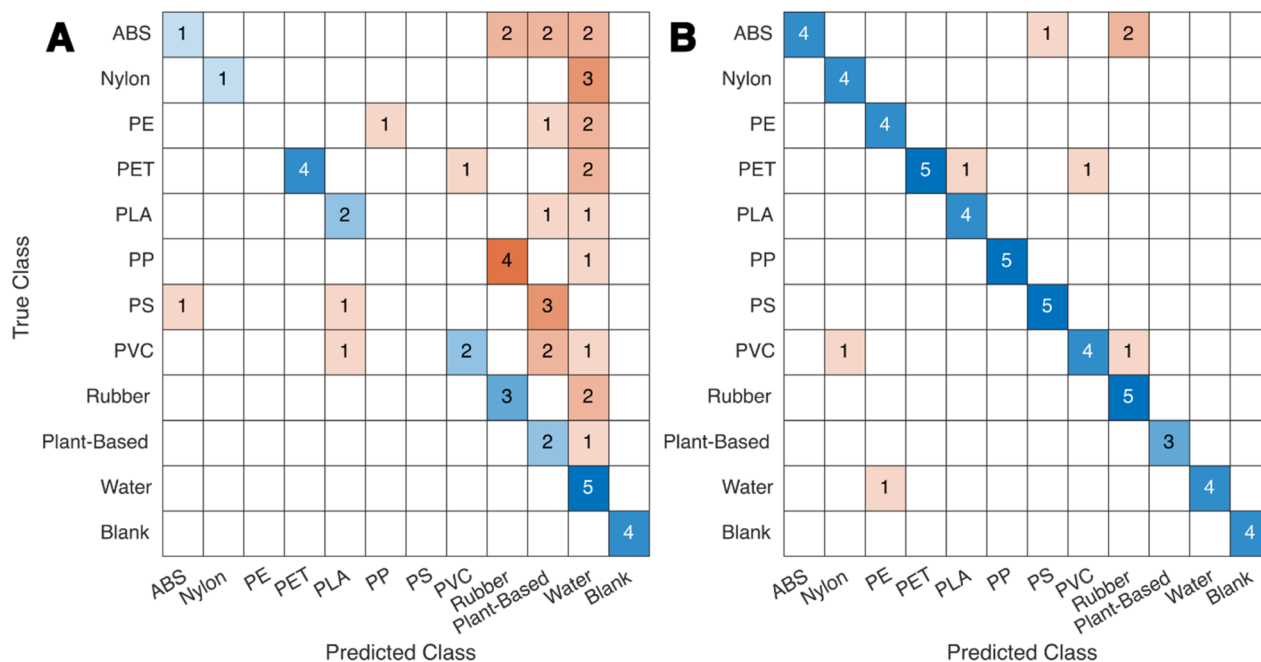 A
B
True Class
ABS 1 2 2 2
Nylon 1 3
PE 1 1 2
PET 4 1 2
PLA 2 1 1
PP 4 1
PS 1 1 3
PVC 1 2 2 1
Rubber 3 2
Plant-Based 2 1
Water 5
Blank 4
ABS Nylon PE PET PLA PP PS PVC Rubber Plant-Based Water Blank
Predicted Class
ABS 4 1 2
Nylon 4
PE 4
PET 5 1 1
PLA 4
PP 5
PS 5
PVC 1 4 1
Rubber 5
Plant-Based 3
Water 1 4
Blank 4
ABS Nylon PE PET PLA PP PS PVC Rubber Plant-Based Water Blank
Predicted Class